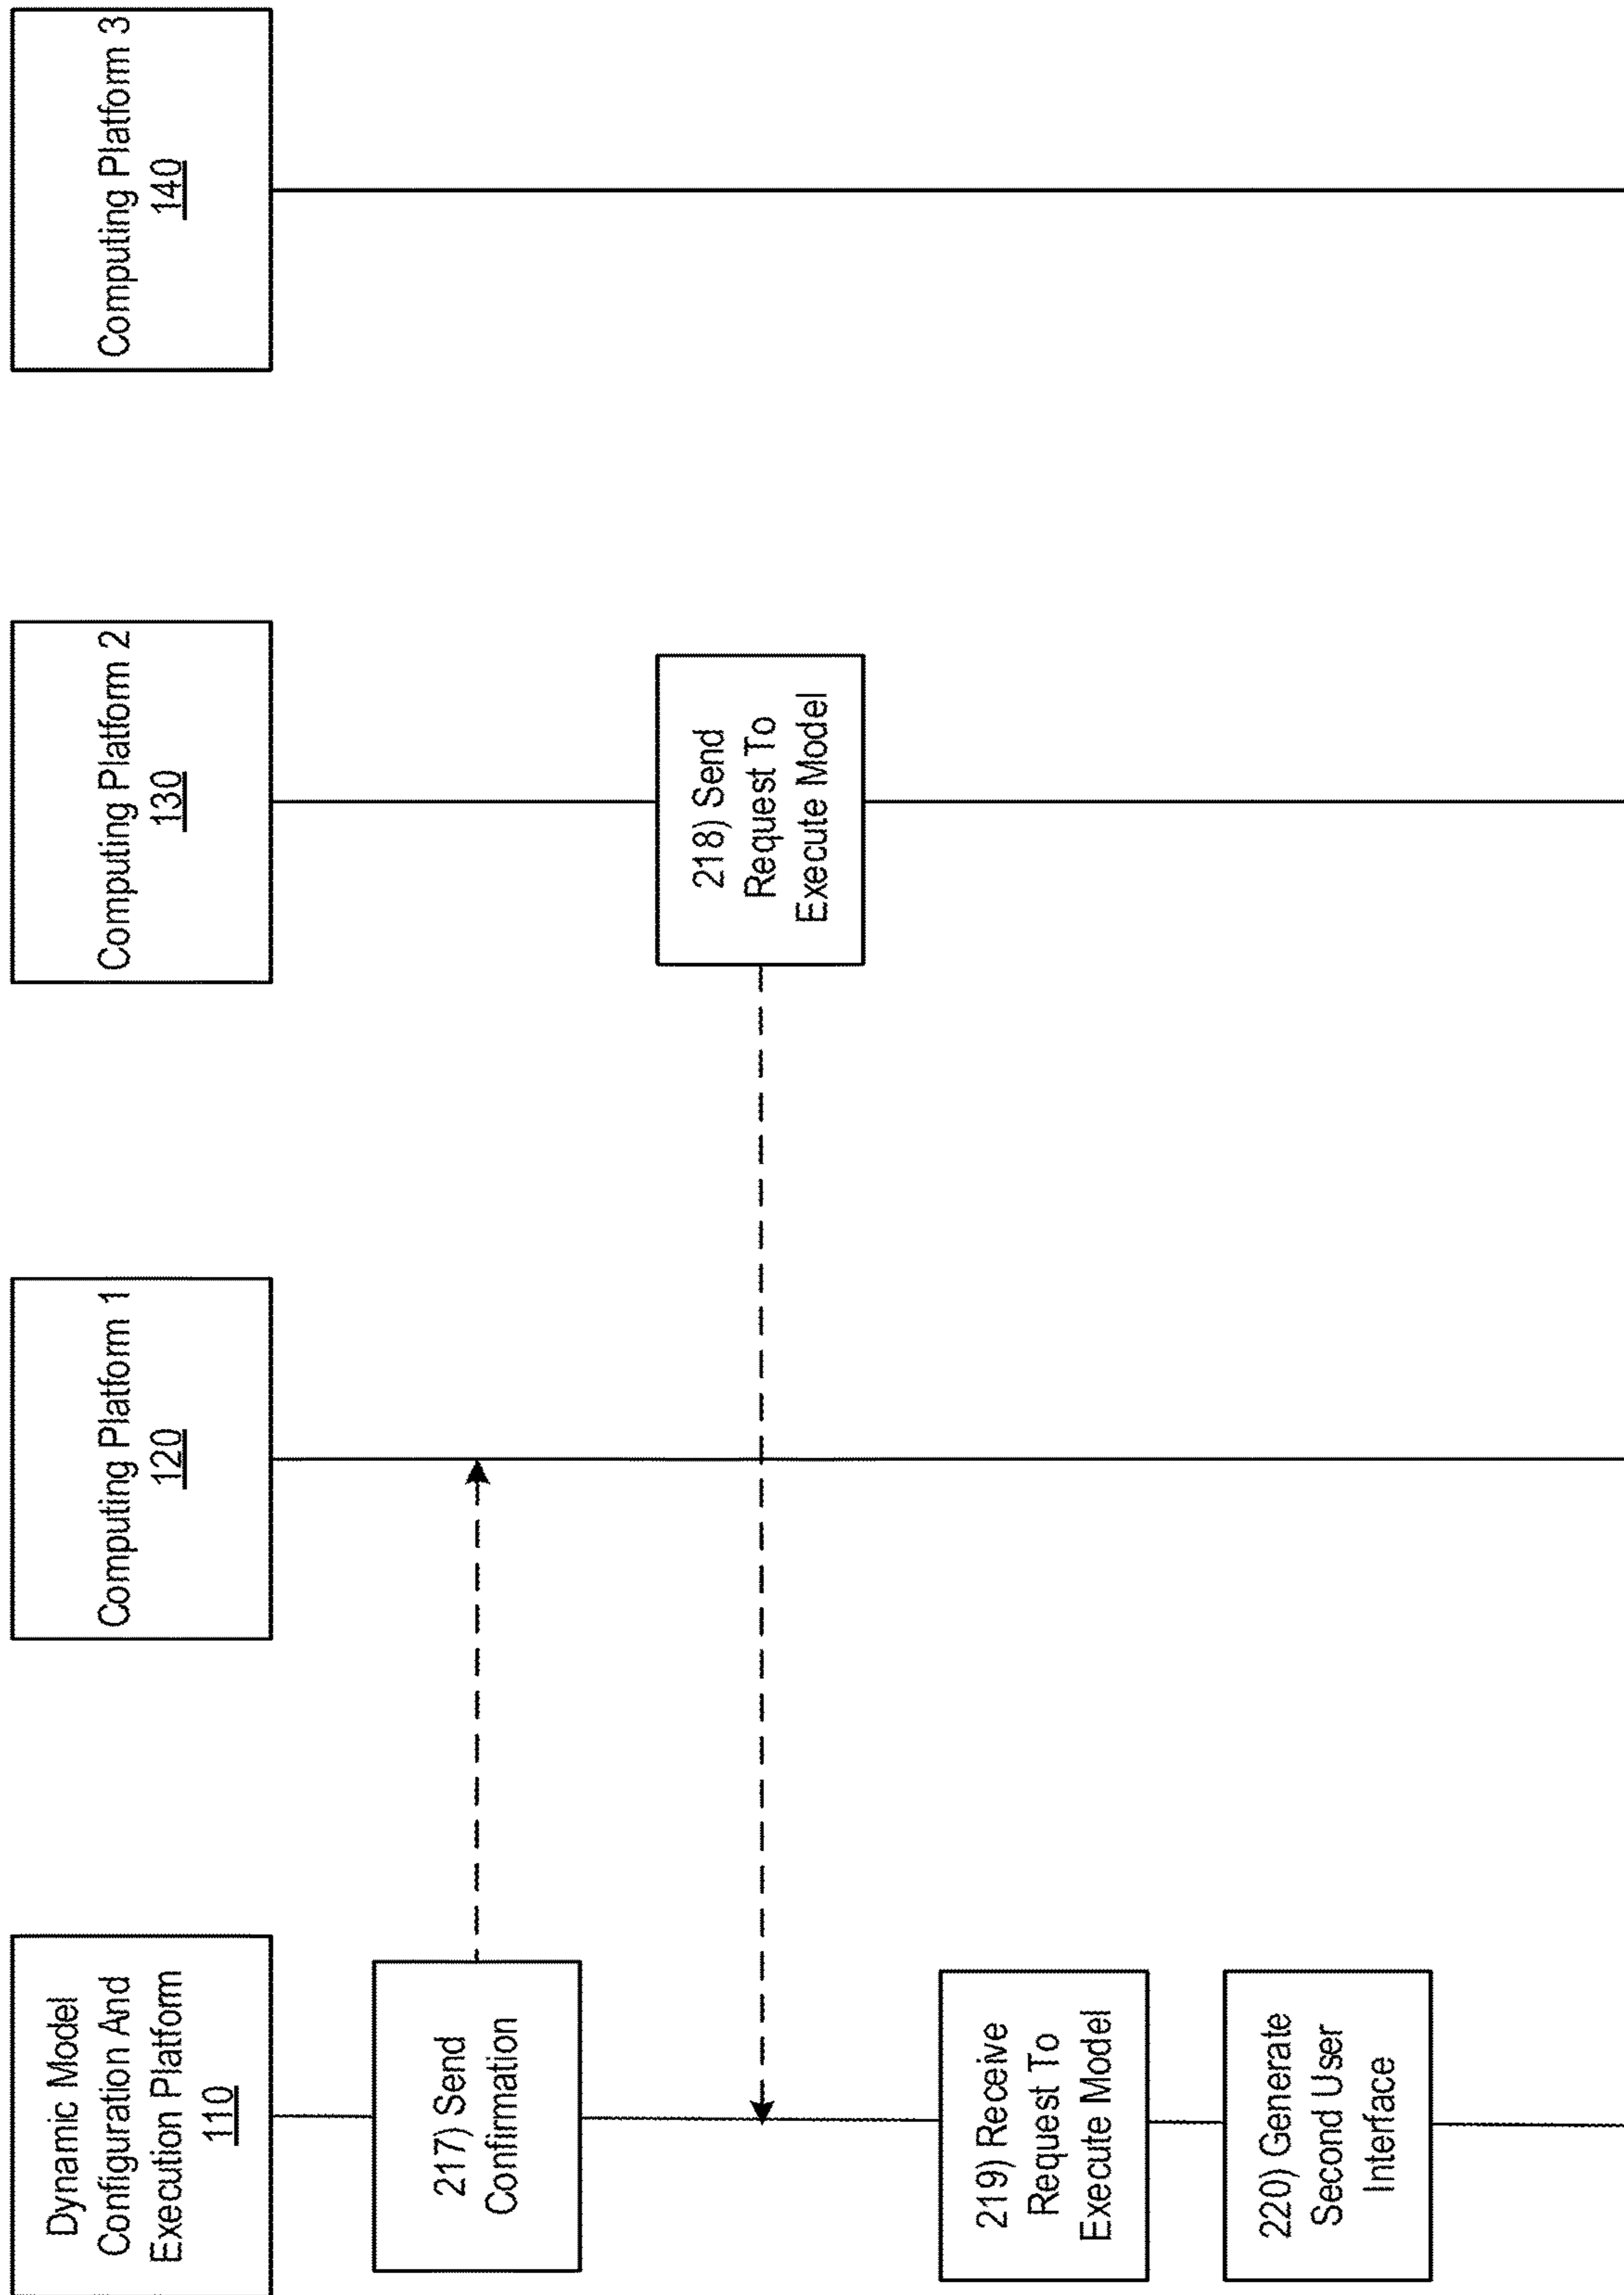 Dynamic Model
Configuration And
Execution Platform
110
Computing Platform 1
120
Computing Platform 2
130
Computing Platform 3
140
217) Send
Confirmation
218) Send
Request To
Execute Model
219) Receive
Request To
Execute Model
220) Generate
Second User
Interface